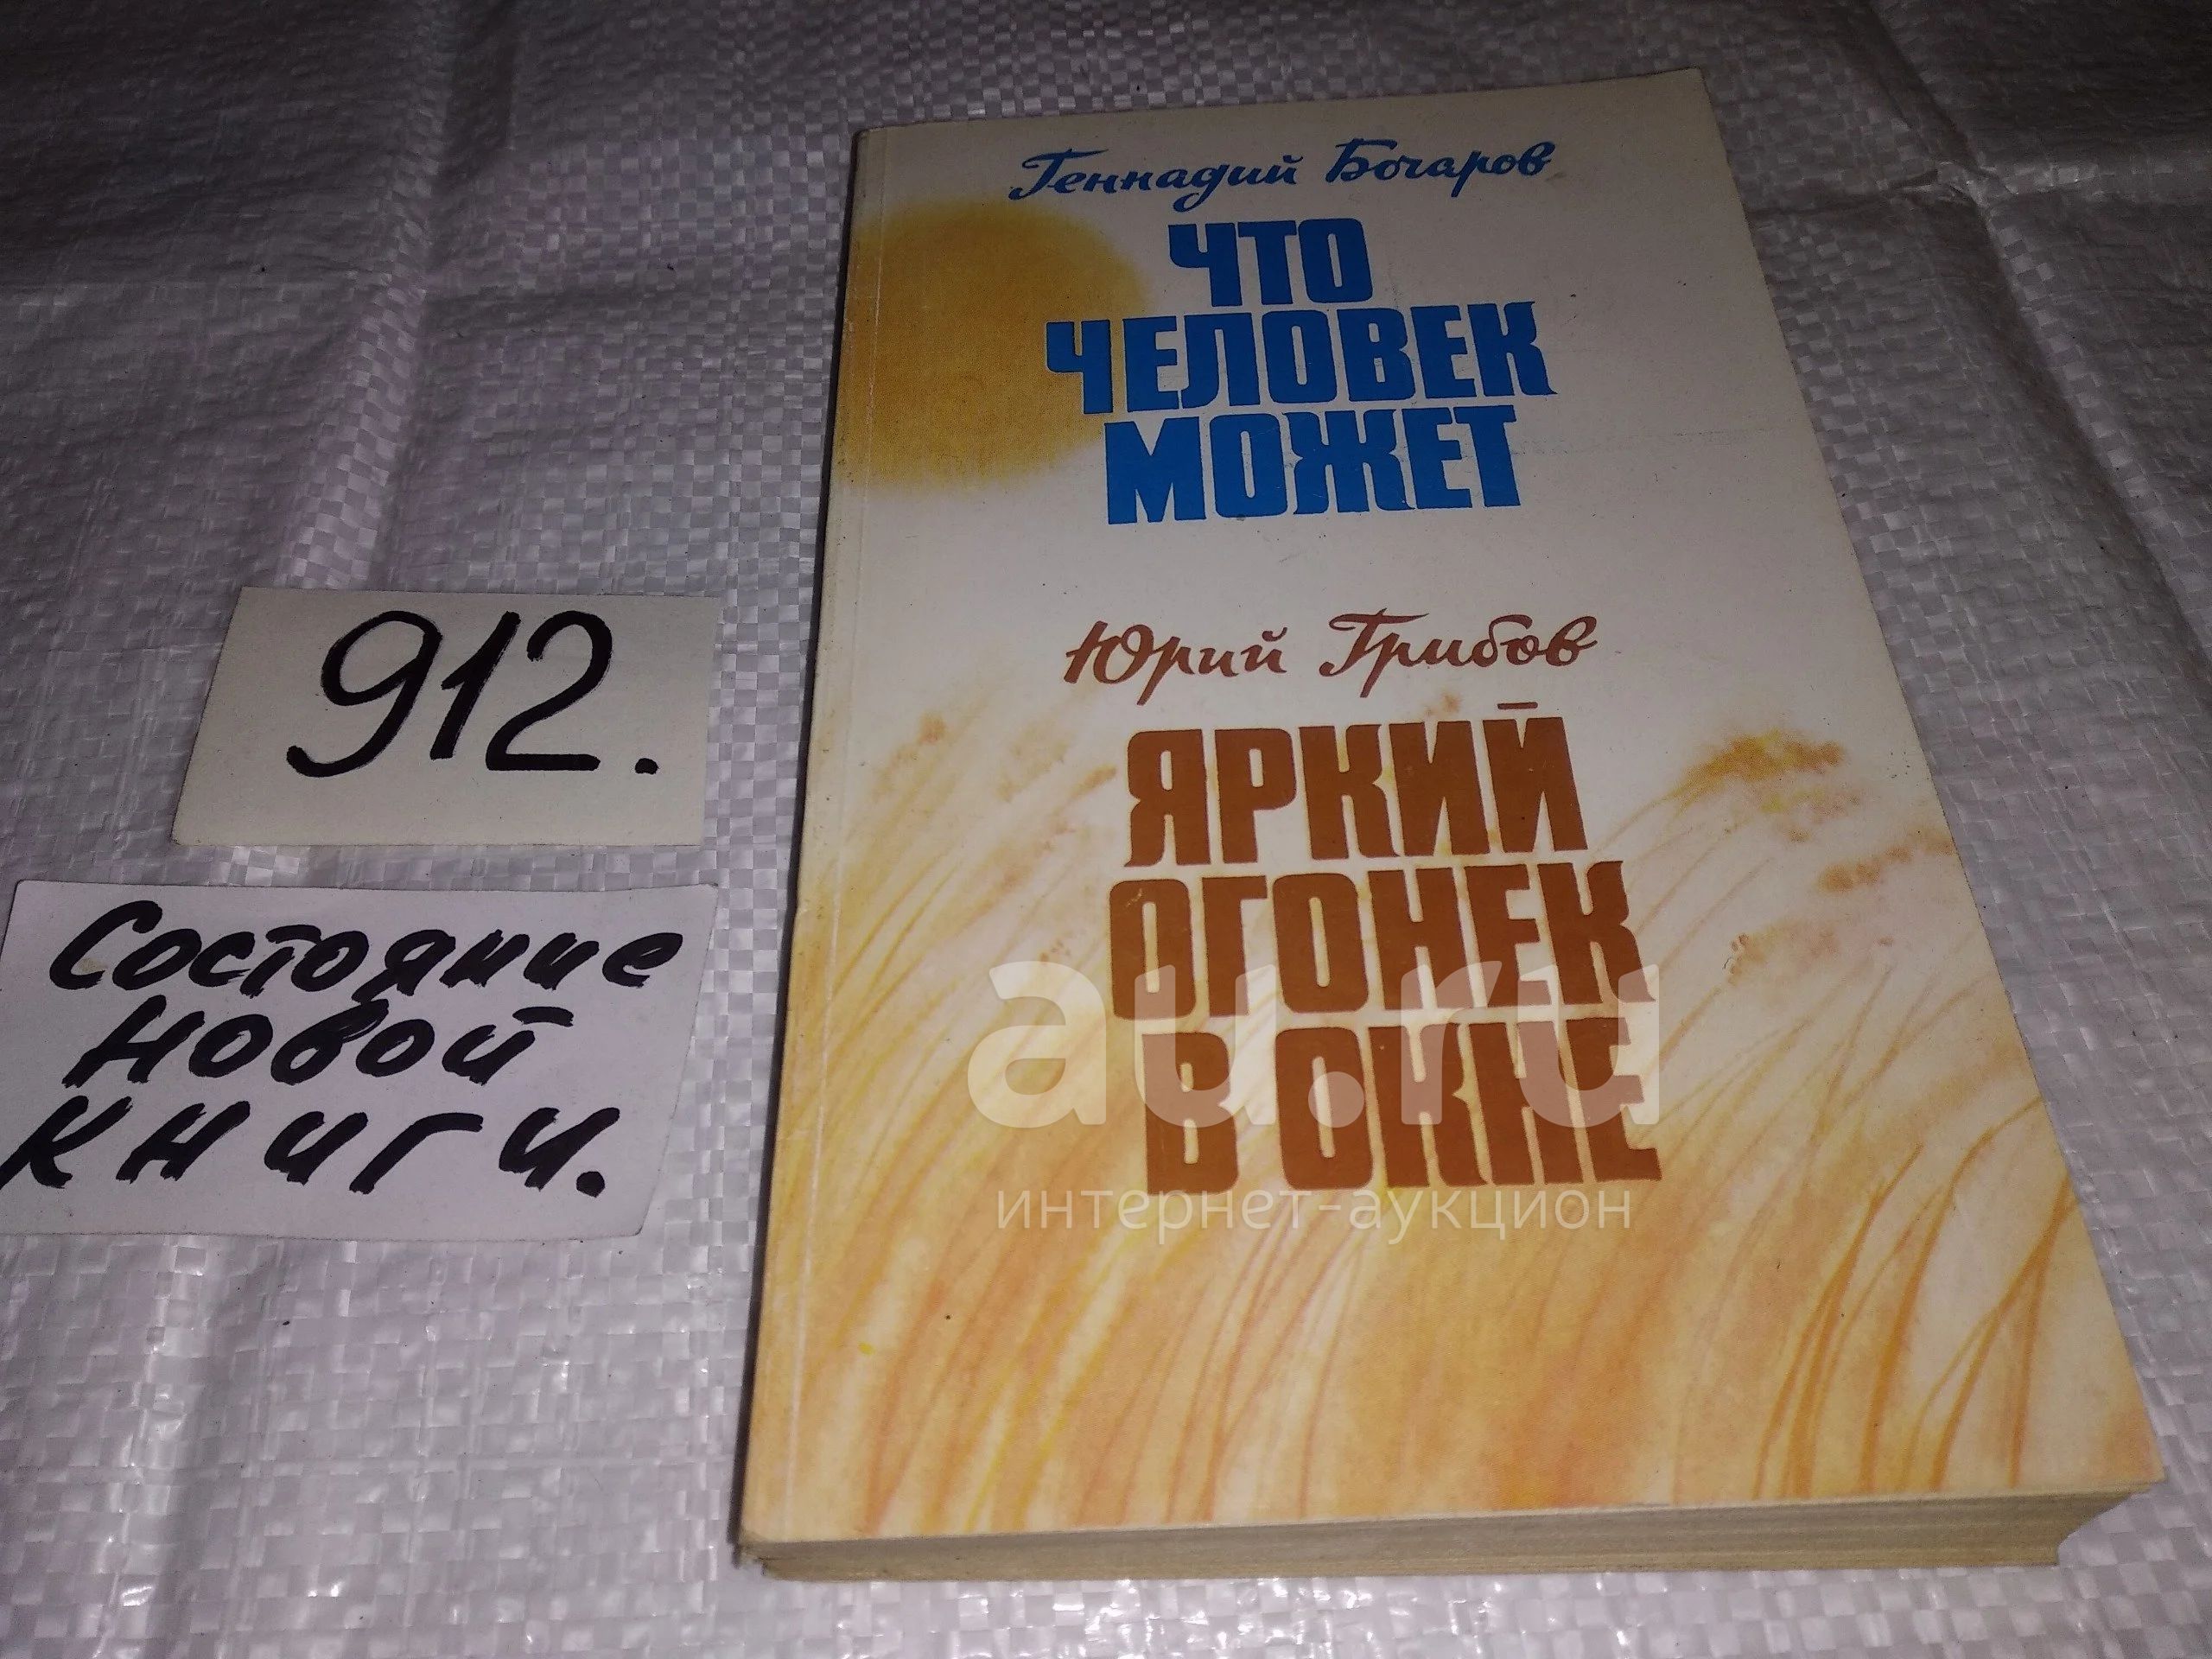 Геннадий Бочаров
ЧТО
ЧЕЛОВЕК
МОЖЕТ
Юрий Грибов
ЯРКИЙ
ОГОНЕК
В ОКНЕ
au.ru
интернет-аукцион
912.
Состояние
новой
книги.